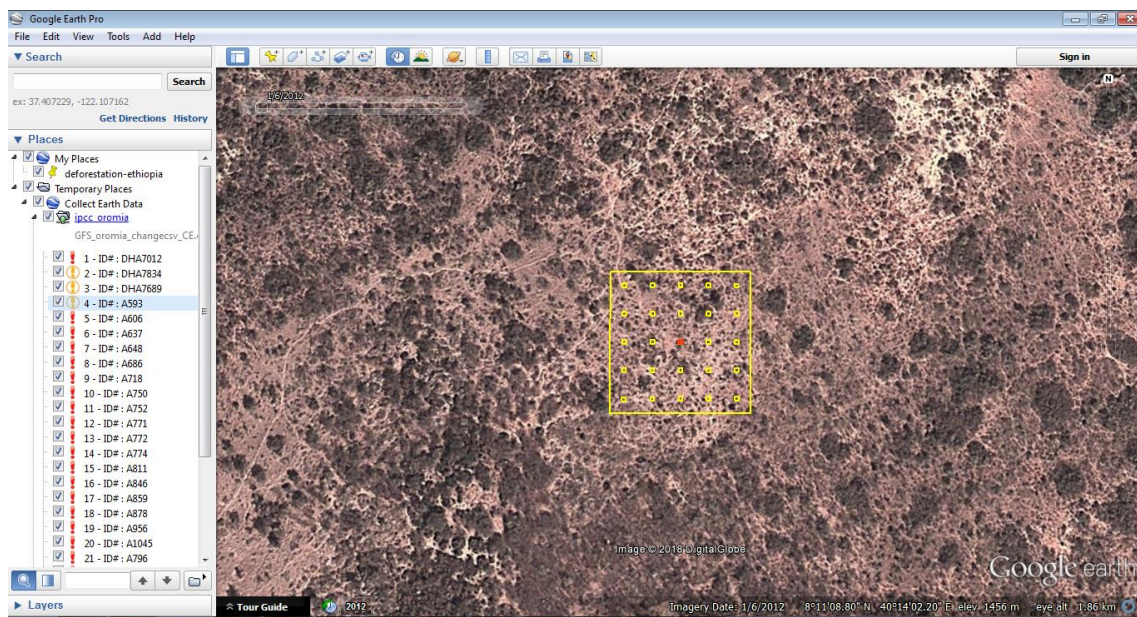 Google Earth Pro
File Edit View Tools Add Help
Search
Sign in
Search
ex: 37.407229, -122.107162
Get Directions History
Places
My Places
deforestation-ethiopia
Temporary Places
Collect Earth Data
ipcc_oromia
GFS_oromia_changecsv_CE.
1 - ID# : DHA7012
2 - ID# : DHA7834
3 - ID# : DHA7689
4 - ID# : A593
5 - ID# : A606
6 - ID# : A637
7 - ID# : A648
8 - ID# : A686
9 - ID# : A718
10 - ID# : A750
11 - ID# : A752
12 - ID# : A771
13 - ID# : A772
14 - ID# : A774
15 - ID# : A811
16 - ID# : A846
17 - ID# : A859
18 - ID# : A878
19 - ID# : A956
20 - ID# : A1045
21 - ID# : A796
Layers
1/6/2012
N
Image © 2018 DigitalGlobe
Google earth
Tour Guide
2012
Imagery Date: 1/6/2012 8°11'08.80" N 40°14'02.20" E elev 1456 m eye alt 1.86 km